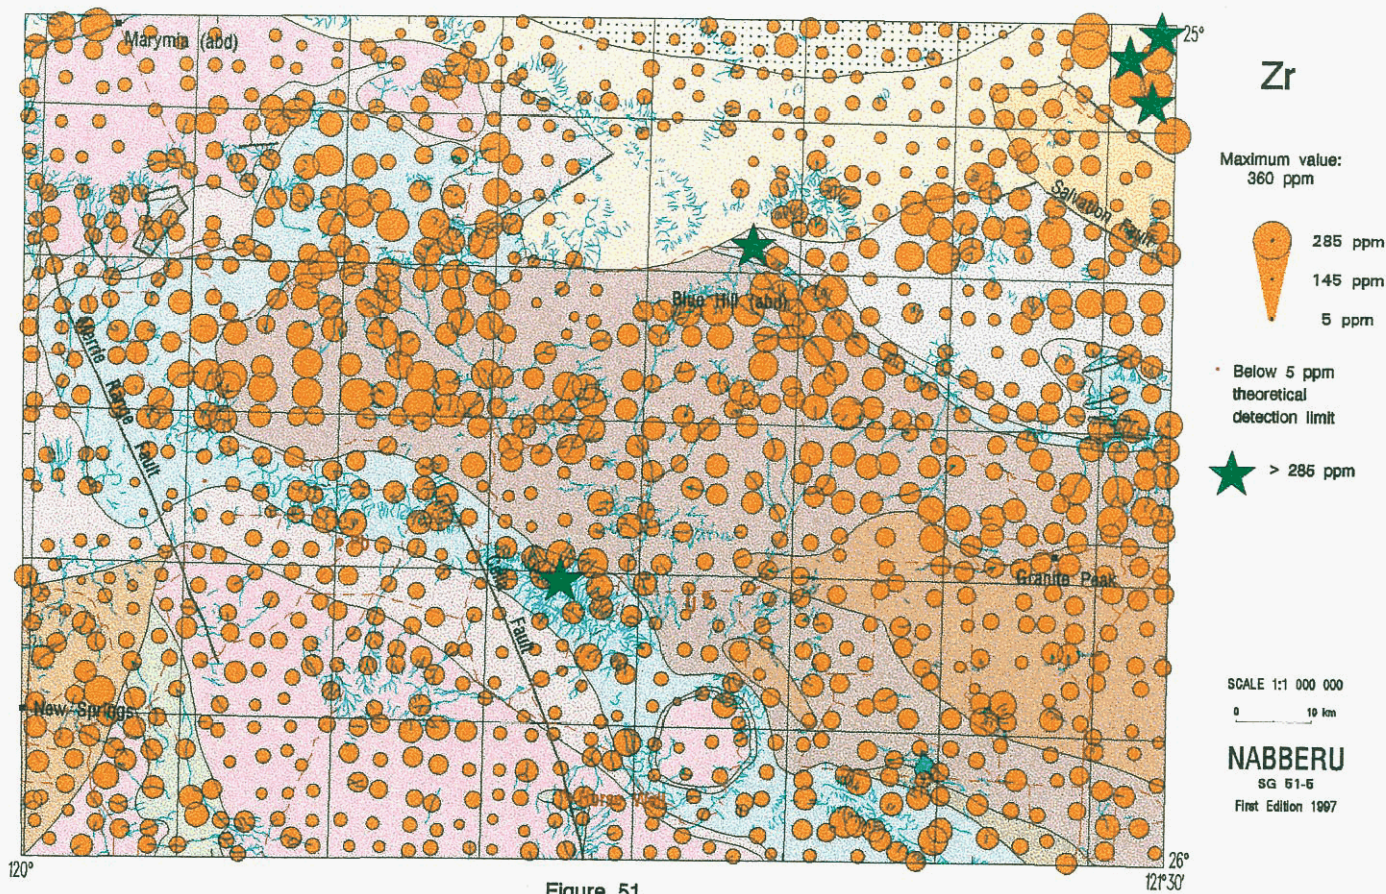 Marymia (abd)
25°
Zr
Maximum value:
360 ppm
Salvation Fault
285 ppm
145 ppm
5 ppm
Blue Hill (abd)
Merrie Range Fault
Below 5 ppm
theoretical
detection limit
> 286 ppm
Granite Peak
Fault
New Springs
SCALE 1:1 000 000
0 10 km
NABBERU
SG 51-5
First Edition 1997
120°
26°
121°30'
Figure 51